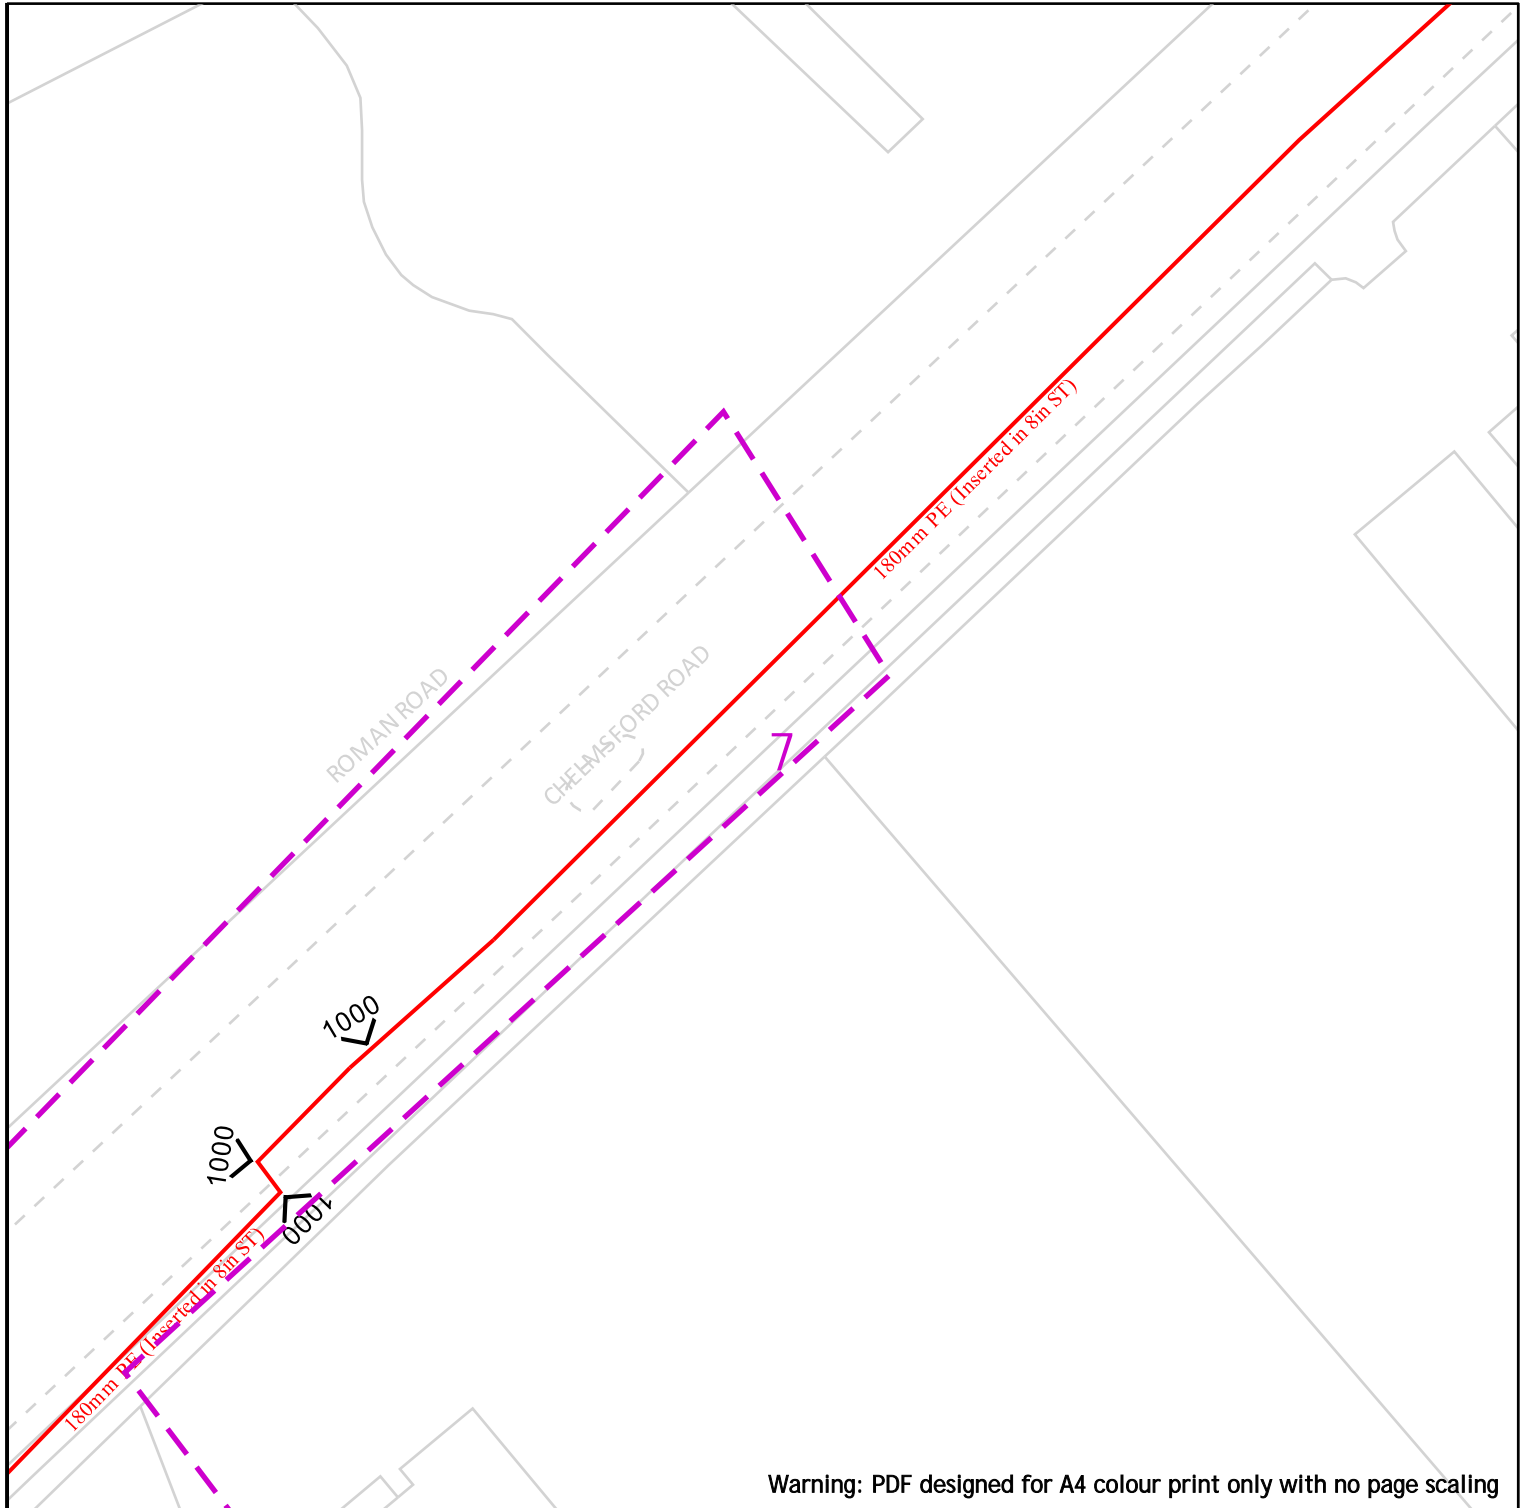 180mm PE (Inserted in 8in ST)
ROMAN ROAD
CHELMSFORD ROAD
7
1000
1000
1000
180mm PE (Inserted in 8in ST)
Warning: PDF designed for A4 colour print only with no page scaling